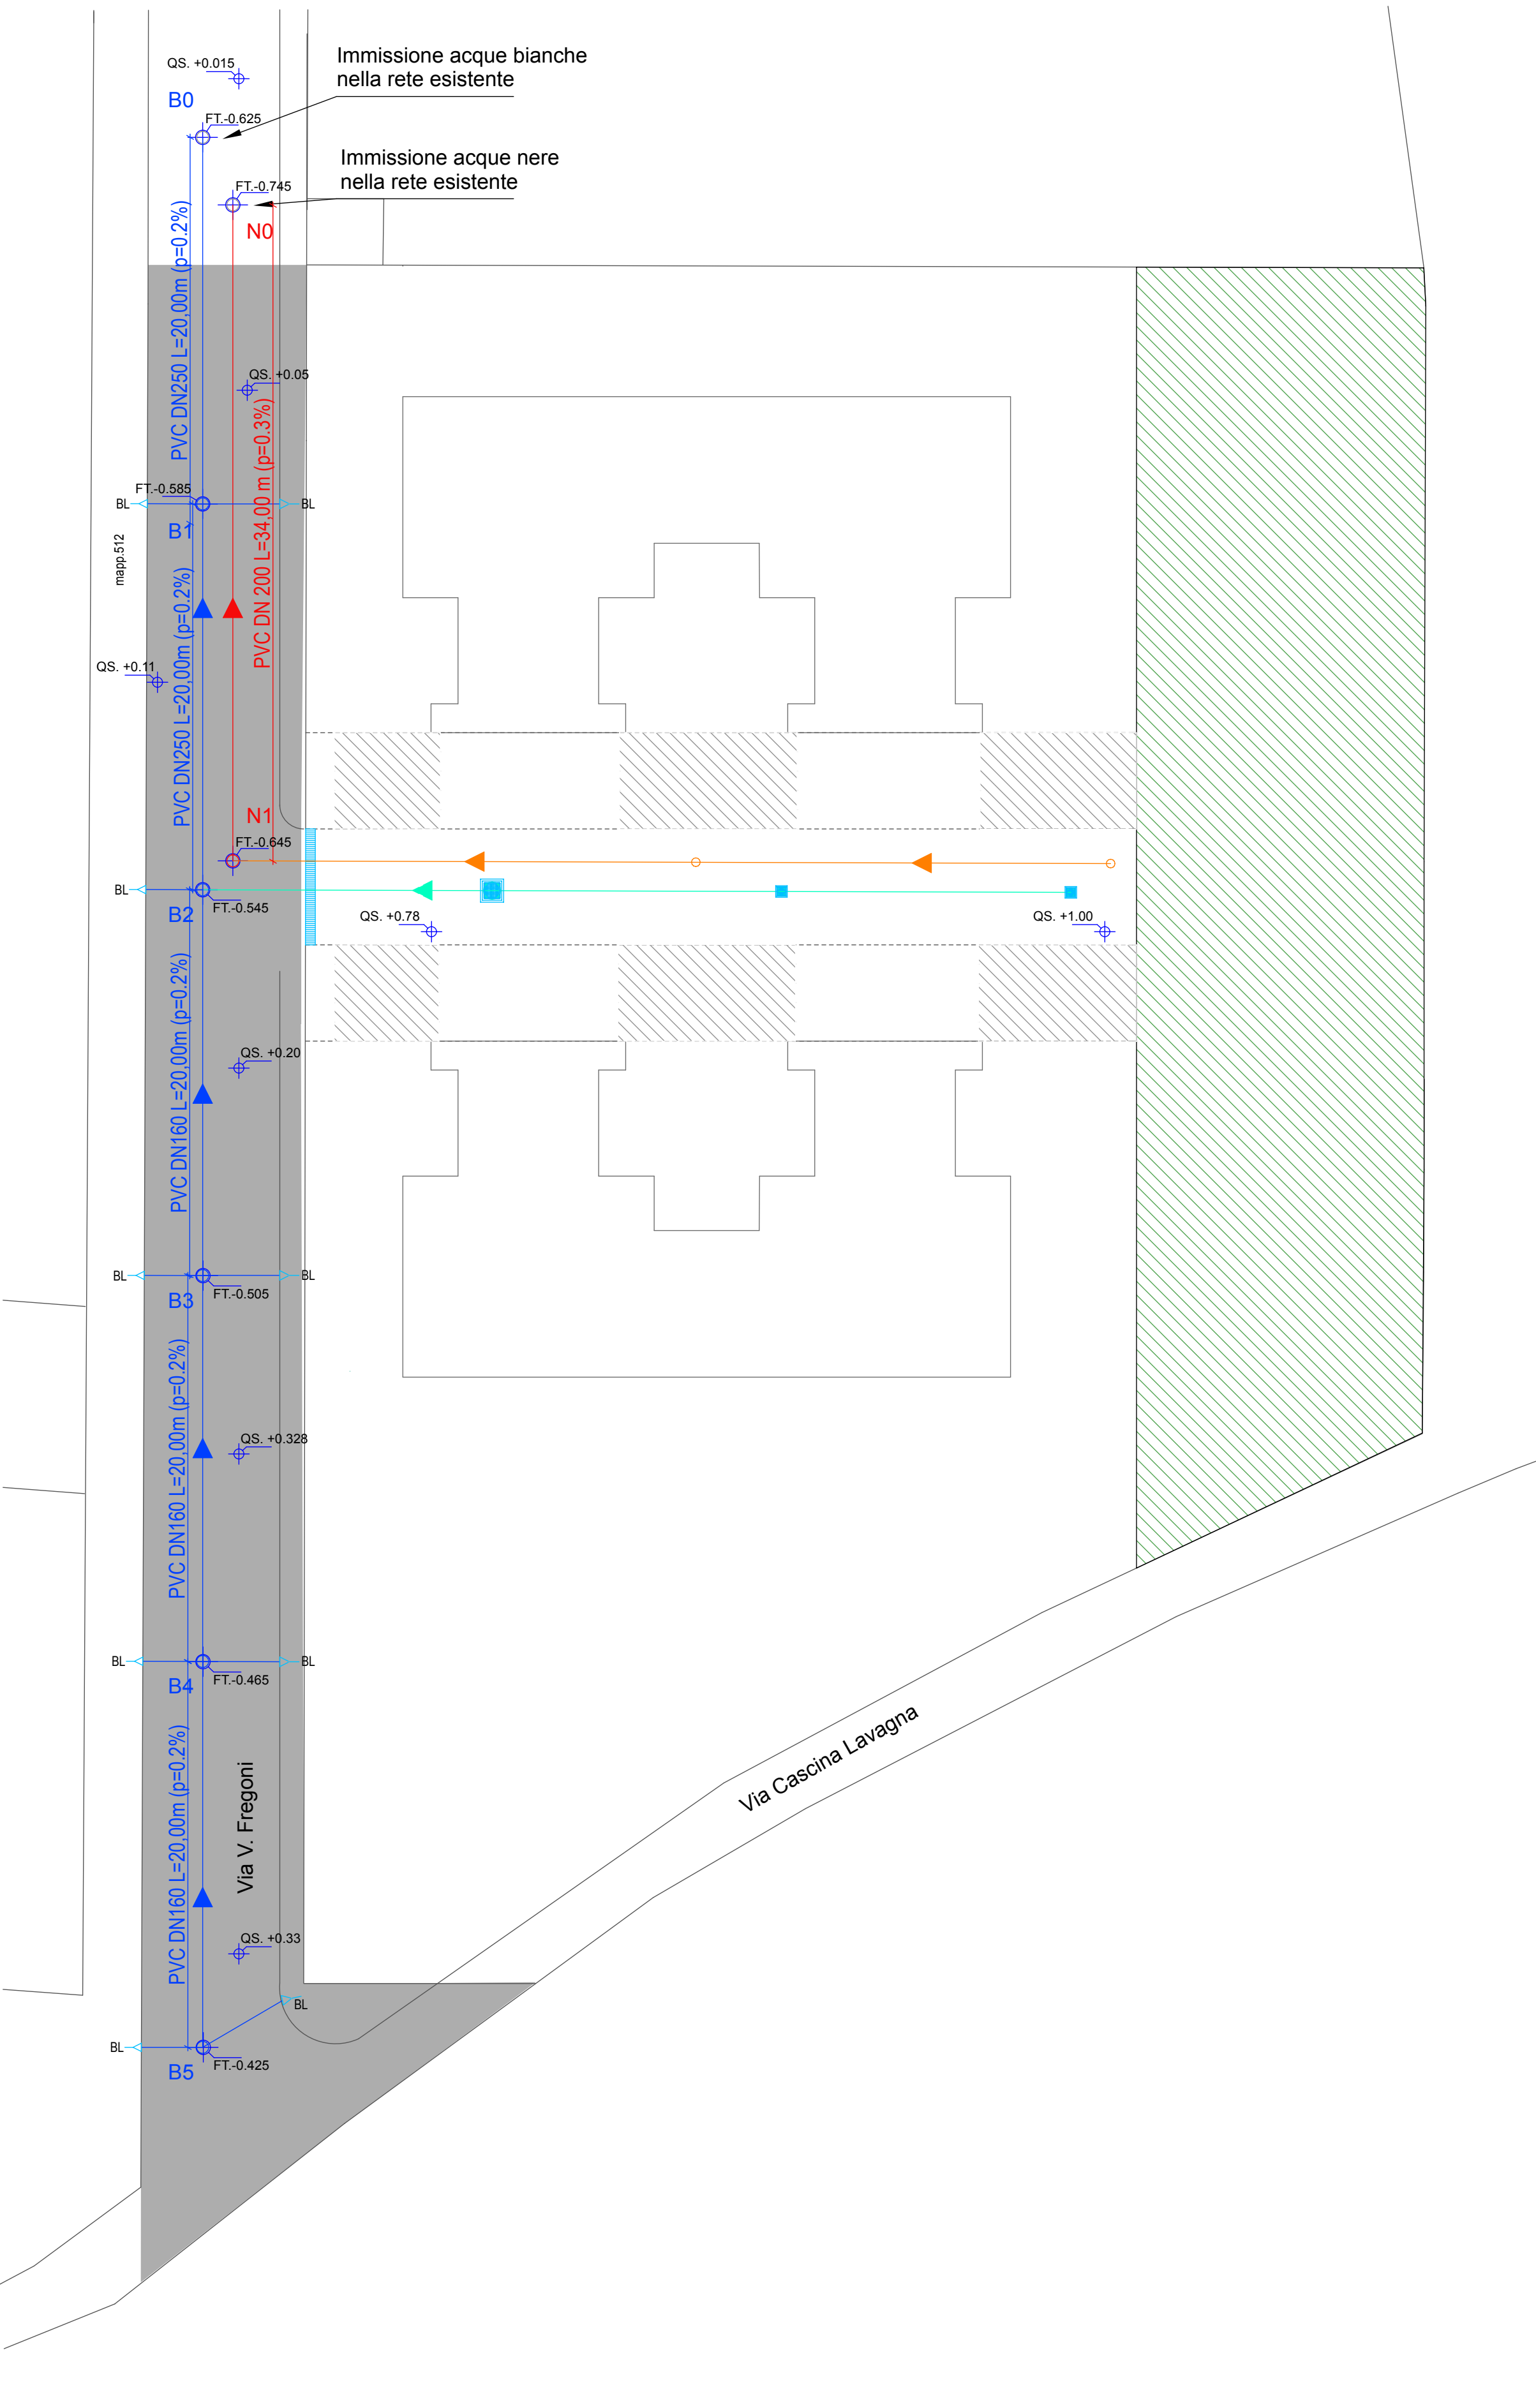 QS. +0.015
Immissione acque bianche
nella rete esistente
B0
FT.-0.625
Immissione acque nere
nella rete esistente
FT.-0.745
N0
PVC DN250 L=20,00m (p=0.2%)
QS. +0.05
PVC DN 200 L=34,00 m (p=0.3%)
FT.-0.585
BL
BL
B1
mapp.512
PVC DN250 L=20,00m (p=0.2%)
QS. +0.11
N1
FT.-0.645
BL
B2
FT.-0.545
QS. +0.78
QS. +1.00
PVC DN160 L=20,00m (p=0.2%)
QS. +0.20
BL
BL
B3
FT.-0.505
PVC DN160 L=20,00m (p=0.2%)
QS. +0.328
BL
BL
B4
FT.-0.465
Via Cascina Lavagna
PVC DN160 L=20,00m (p=0.2%)
Via V. Fregoni
QS. +0.33
BL
BL
B5
FT.-0.425